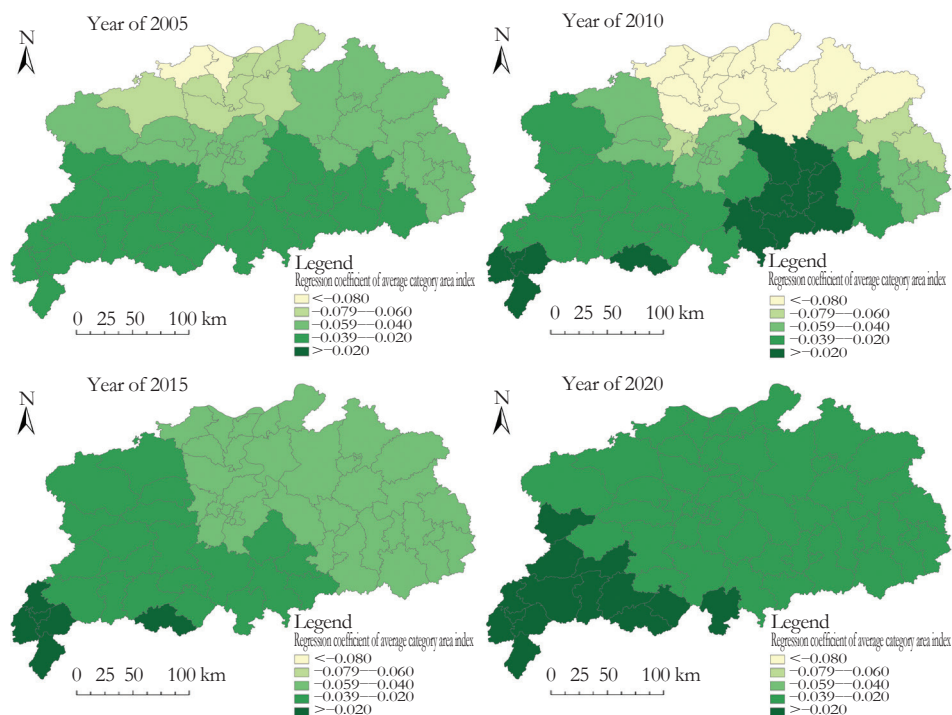 Year of 2005
N
Legend
Regression coefficient of average category area index
<−0.080
−0.079—0.060
−0.059—0.040
−0.039—0.020
>−0.020
0 25 50 100 km
Year of 2010
N
Legend
Regression coefficient of average category area index
<−0.080
−0.079—0.060
−0.059—0.040
−0.039—0.020
>−0.020
0 25 50 100 km
Year of 2015
N
Legend
Regression coefficient of average category area index
<−0.080
−0.079—0.060
−0.059—0.040
−0.039—0.020
>−0.020
0 25 50 100 km
Year of 2020
N
Legend
Regression coefficient of average category area index
<−0.080
−0.079—0.060
−0.059—0.040
−0.039—0.020
>−0.020
0 25 50 100 km